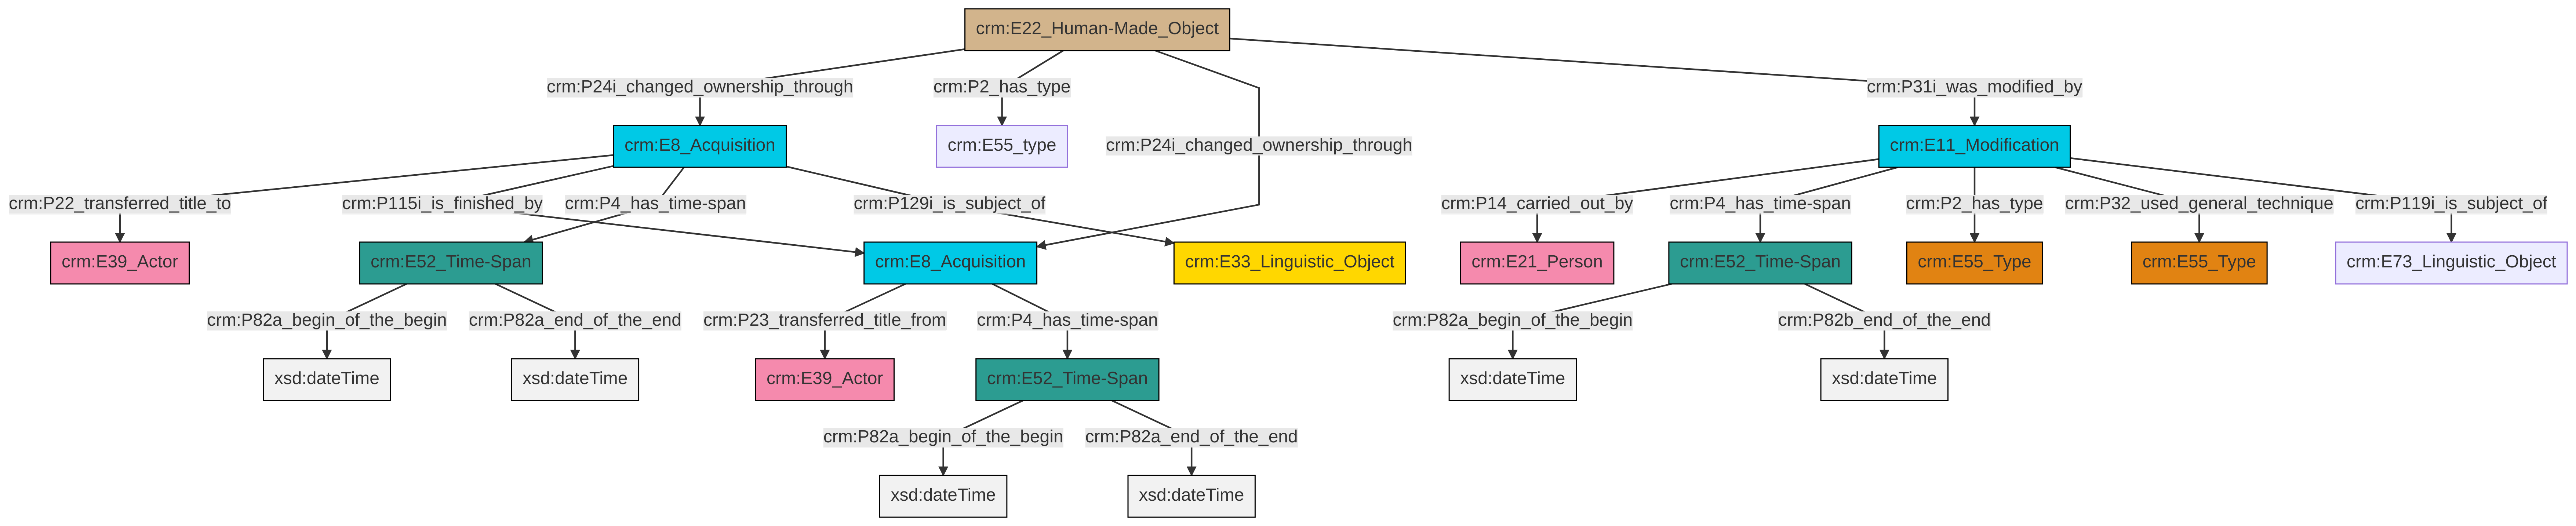 crm:E22_Human-Made_Object
crm:P24i_changed_ownership_through
crm:P2_has_type
crm:P31i_was_modified_by
crm:E8_Acquisition
crm:E55_type
crm:P24i_changed_ownership_through
crm:E11_Modification
crm:P22_transferred_title_to
crm:P115i_is_finished_by
crm:P4_has_time-span
crm:P129i_is_subject_of
crm:P14_carried_out_by
crm:P4_has_time-span
crm:P2_has_type
crm:P32_used_general_technique
crm:P119i_is_subject_of
crm:E39_Actor
crm:E52_Time-Span
crm:E8_Acquisition
crm:E33_Linguistic_Object
crm:E21_Person
crm:E52_Time-Span
crm:E55_Type
crm:E55_Type
crm:E73_Linguistic_Object
crm:P82a_begin_of_the_begin
crm:P82a_end_of_the_end
crm:P23_transferred_title_from
crm:P4_has_time-span
crm:P82a_begin_of_the_begin
crm:P82b_end_of_the_end
xsd:dateTime
xsd:dateTime
crm:E39_Actor
crm:E52_Time-Span
xsd:dateTime
xsd:dateTime
crm:P82a_begin_of_the_begin
crm:P82a_end_of_the_end
xsd:dateTime
xsd:dateTime